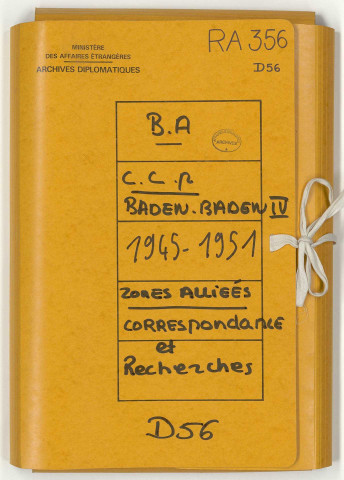 MINISTÈRE
DES AFFAIRES ÉTRANGÈRES
ARCHIVES DIPLOMATIQUES
RA 356
D56
B.A
ARCHIVES
C.C.R
BADEN.BADEN IV
1945-1951
ZONES ALLIÉES
CORRESPONDANCE
et
Recherches
D56